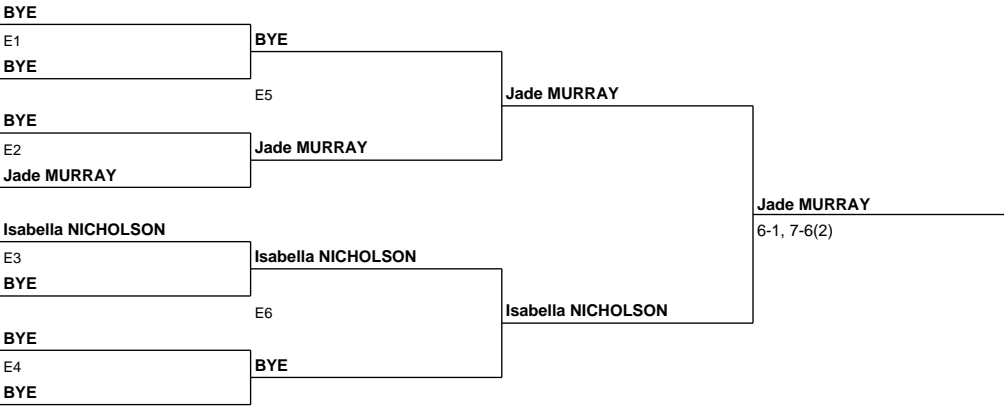 BYE
E1
BYE
BYE
E5
BYE
E2
Jade MURRAY
Jade MURRAY
Jade MURRAY
Jade MURRAY
6-1, 7-6(2)
Isabella NICHOLSON
E3
BYE
Isabella NICHOLSON
E6
Isabella NICHOLSON
BYE
E4
BYE
BYE